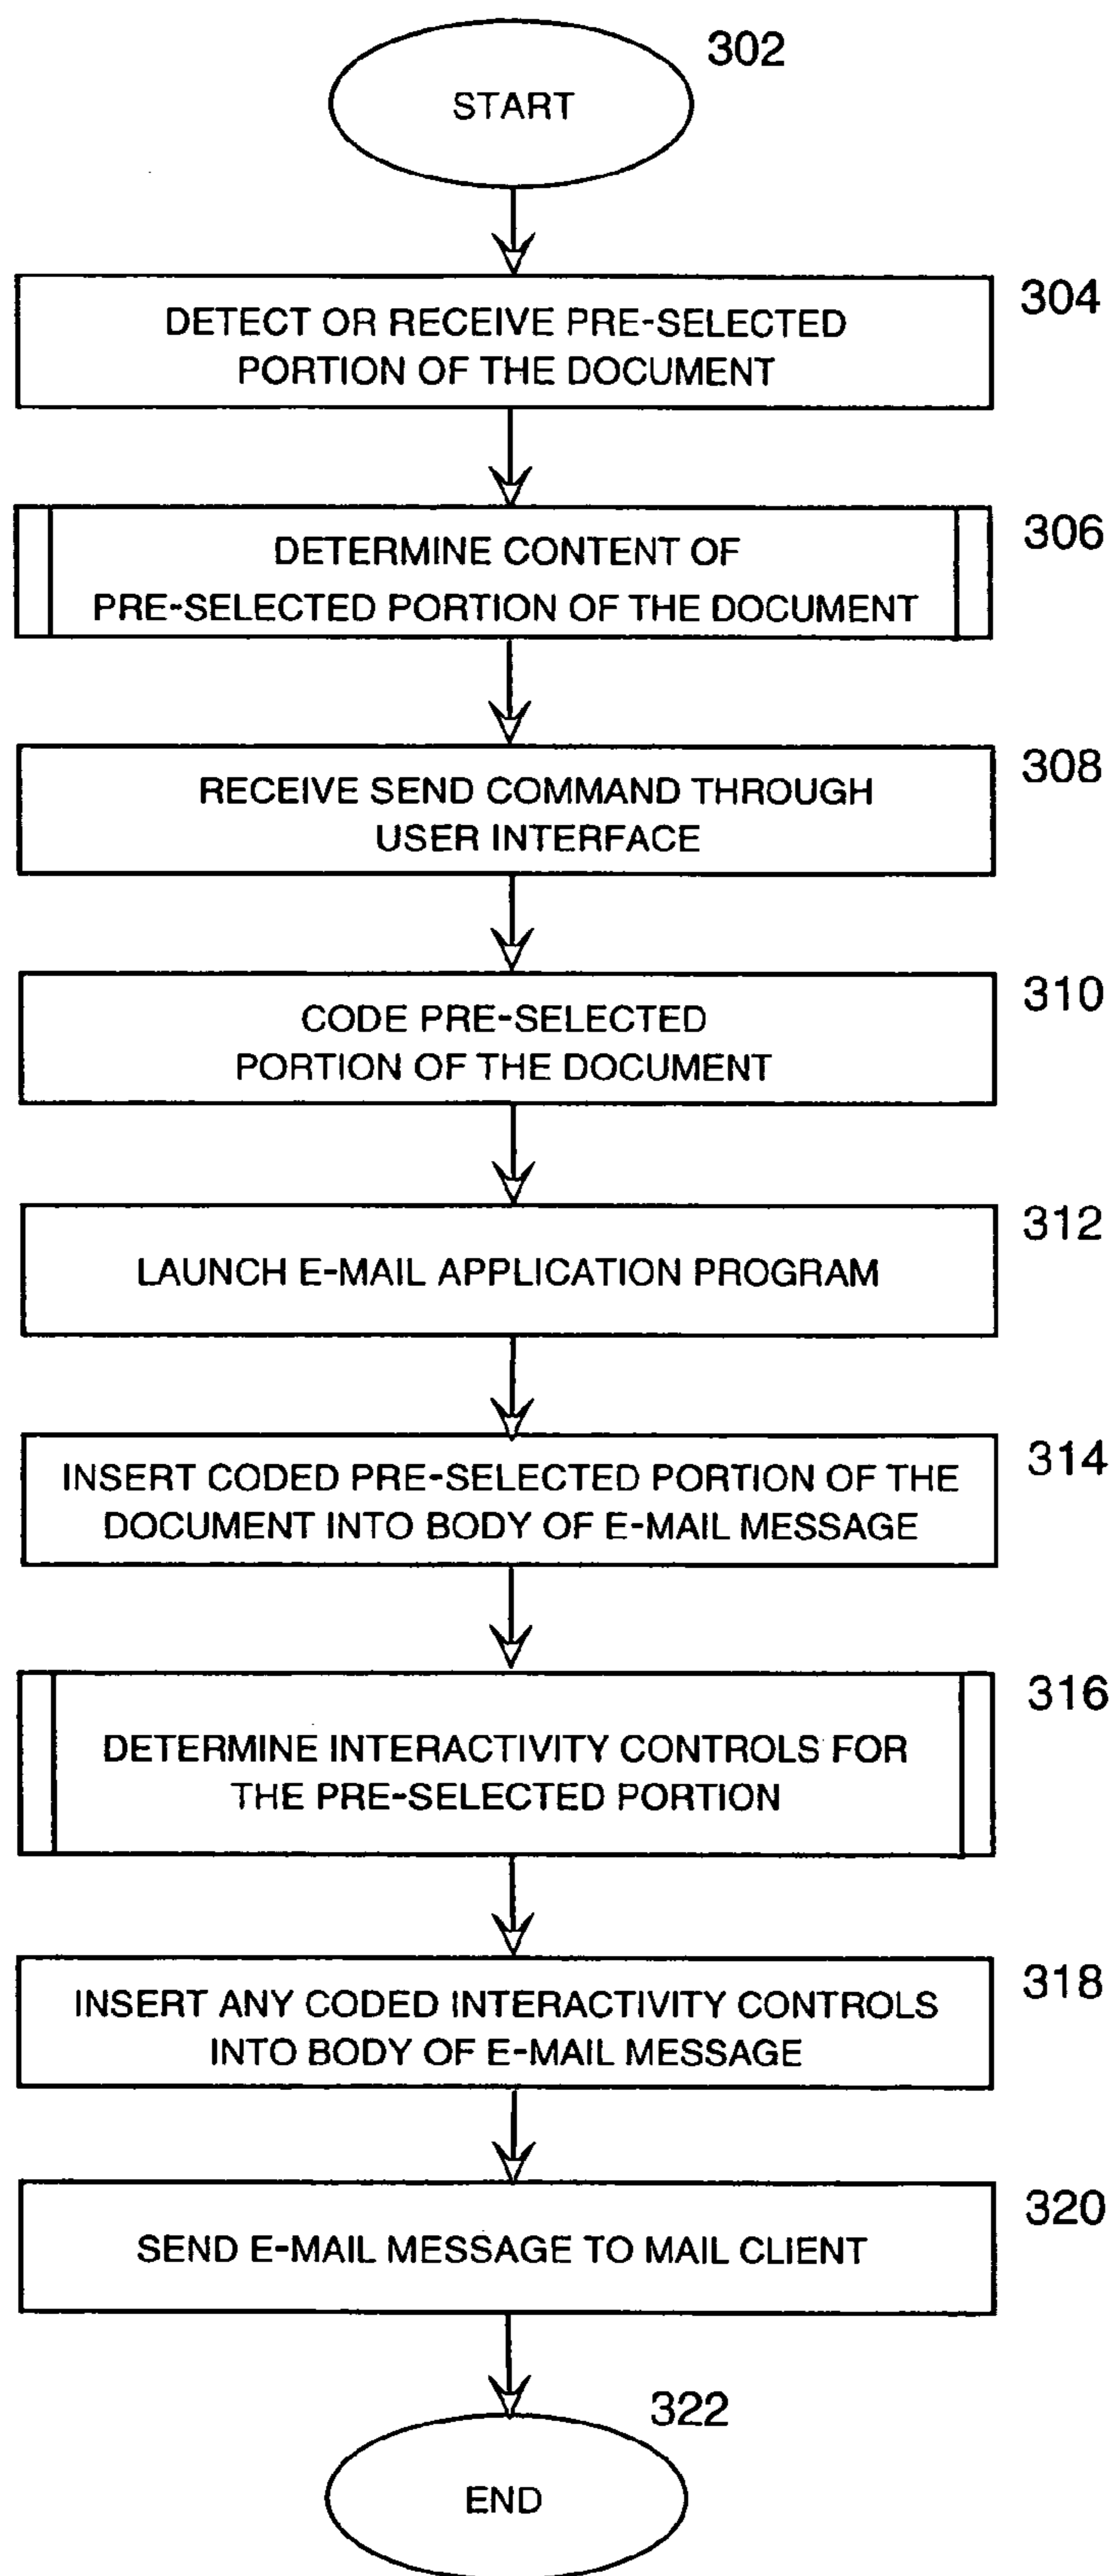 302
START
304
DETECT OR RECEIVE PRE-SELECTED
PORTION OF THE DOCUMENT
306
DETERMINE CONTENT OF
PRE-SELECTED PORTION OF THE DOCUMENT
308
RECEIVE SEND COMMAND THROUGH
USER INTERFACE
310
CODE PRE-SELECTED
PORTION OF THE DOCUMENT
312
LAUNCH E-MAIL APPLICATION PROGRAM
314
INSERT CODED PRE-SELECTED PORTION OF THE
DOCUMENT INTO BODY OF E-MAIL MESSAGE
316
DETERMINE INTERACTIVITY CONTROLS FOR
THE PRE-SELECTED PORTION
318
INSERT ANY CODED INTERACTIVITY CONTROLS
INTO BODY OF E-MAIL MESSAGE
320
SEND E-MAIL MESSAGE TO MAIL CLIENT
322
END